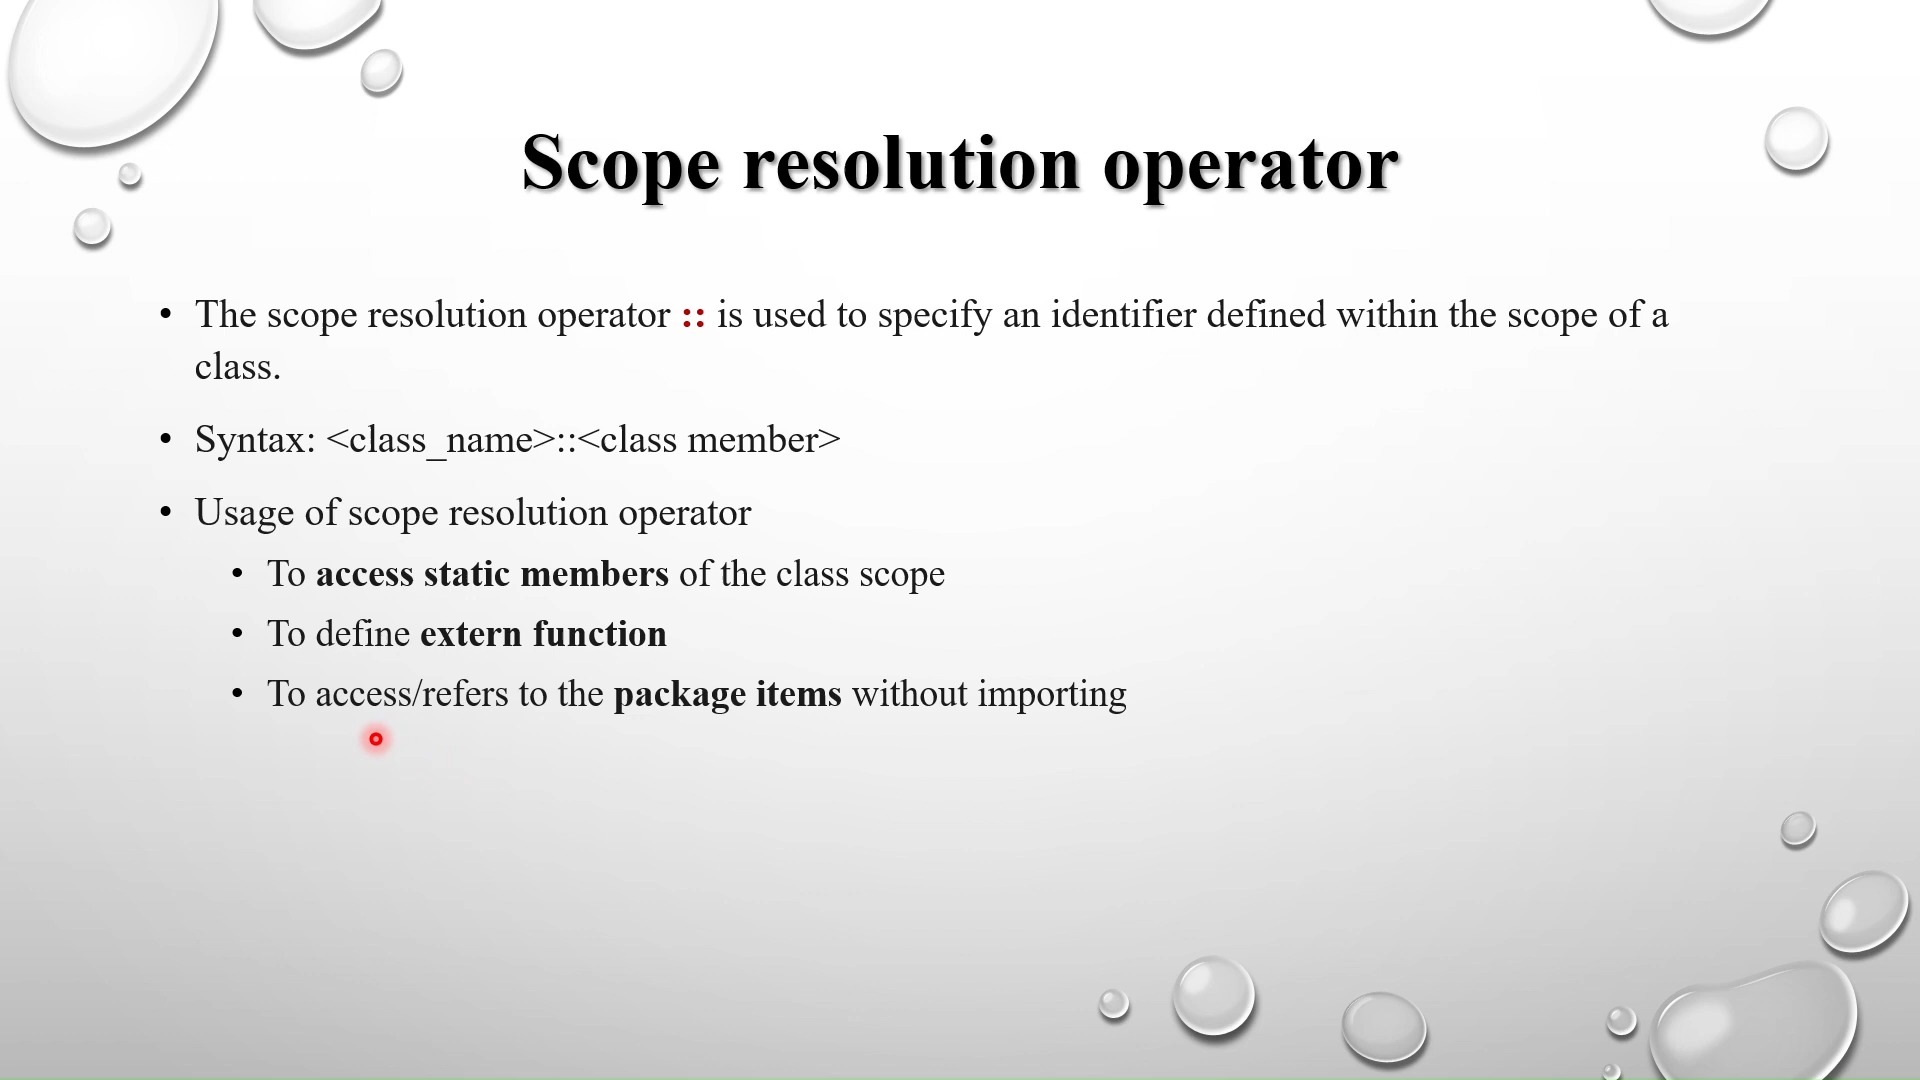 Scope resolution operator
• The scope resolution operator :: is used to specify an identifier defined within the scope of a
class.
• Syntax: <class_name>::<class member>
• Usage of scope resolution operator
• To access static members of the class scope
• To define extern function
• To access/refers to the package items without importing